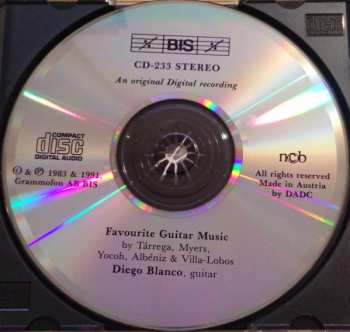 BIS
CD-233 STEREO
An original Digital recording
COMPACT
disc
DIGITAL AUDIO
ncb
© & ℗ 1983 & 1991,
Grammofon AB BIS
All rights reserved
Made in Austria
by DADC
Favourite Guitar Music
by Tárrega, Myers,
Yocoh, Albéniz & Villa-Lobos
Diego Blanco, guitar